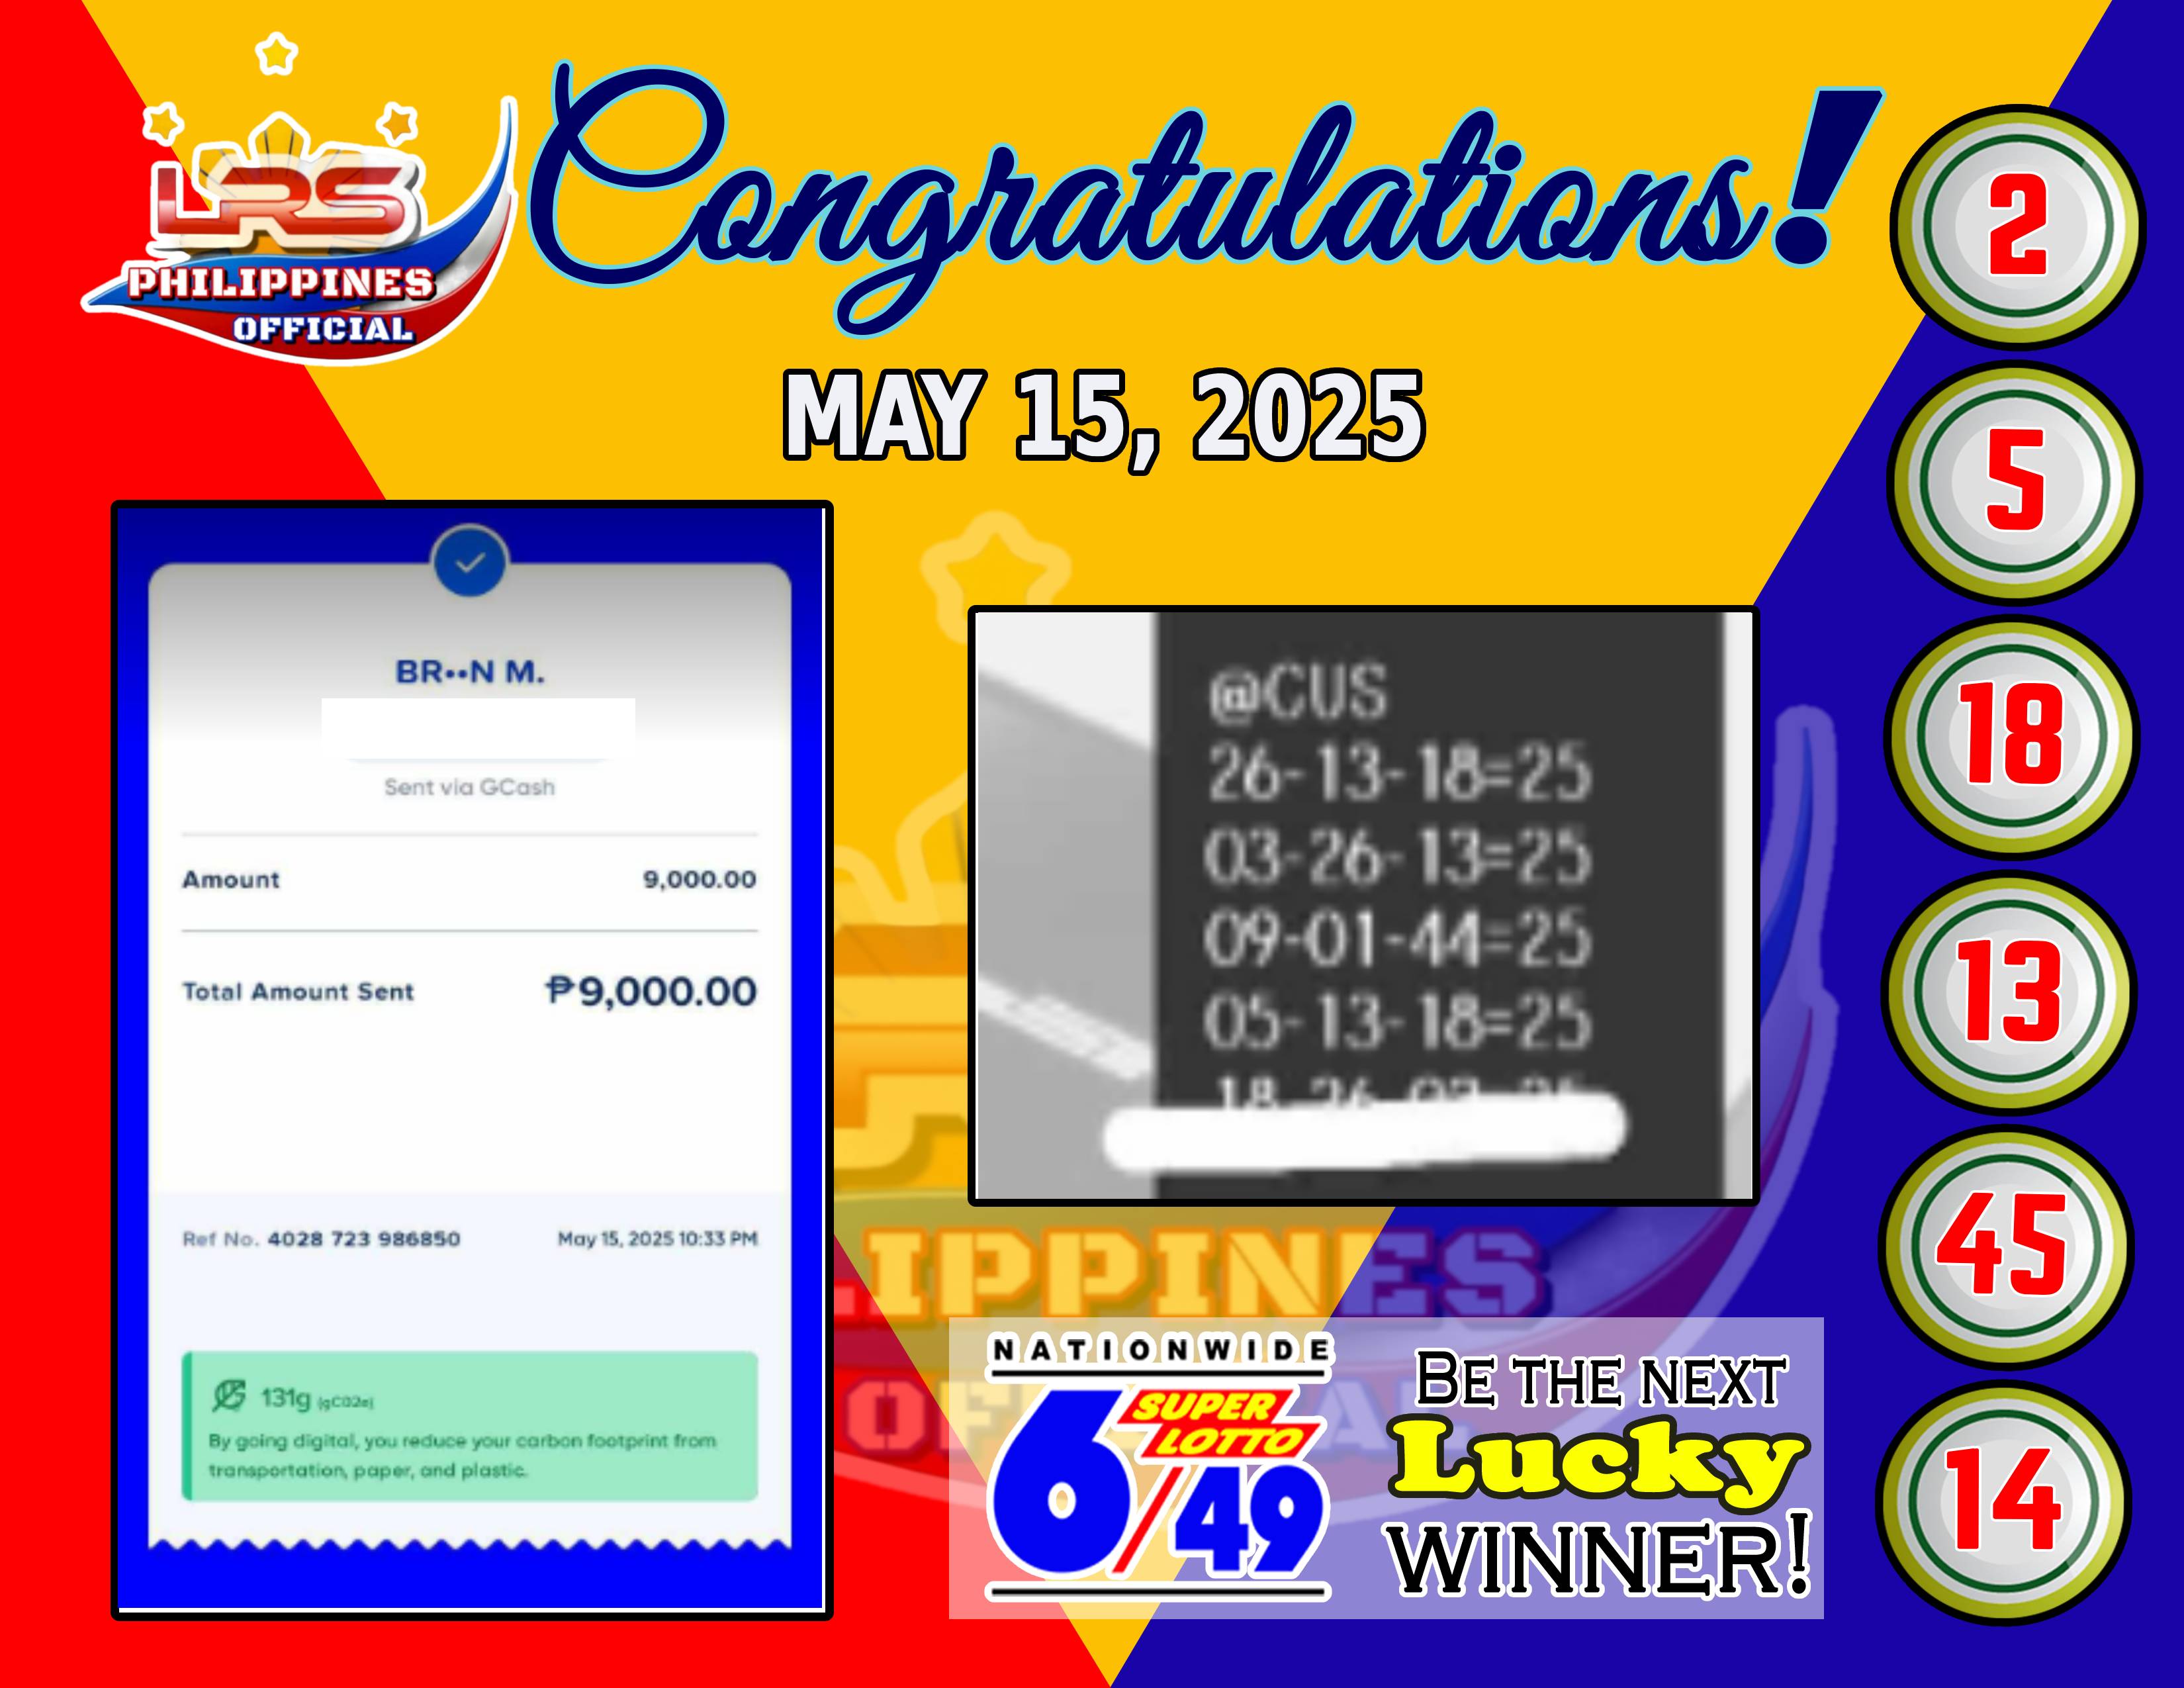 Congratulations!
LRS
PHILIPPINES
OFFICIAL
MAY 15, 2025
2
5
18
13
45
14
BR••N M.
Sent via GCash
Amount 9,000.00
Total Amount Sent ₱9,000.00
Ref No. 4028 723 986850 May 15, 2025 10:33 PM
131g (gCO2e)
By going digital, you reduce your carbon footprint from
transportation, paper, and plastic.
@CUS
26-13-18=25
03-26-13=25
09-01-44=25
05-13-18=25
NATIONWIDE
6/49
SUPER
LOTTO
BE THE NEXT
Lucky
WINNER!